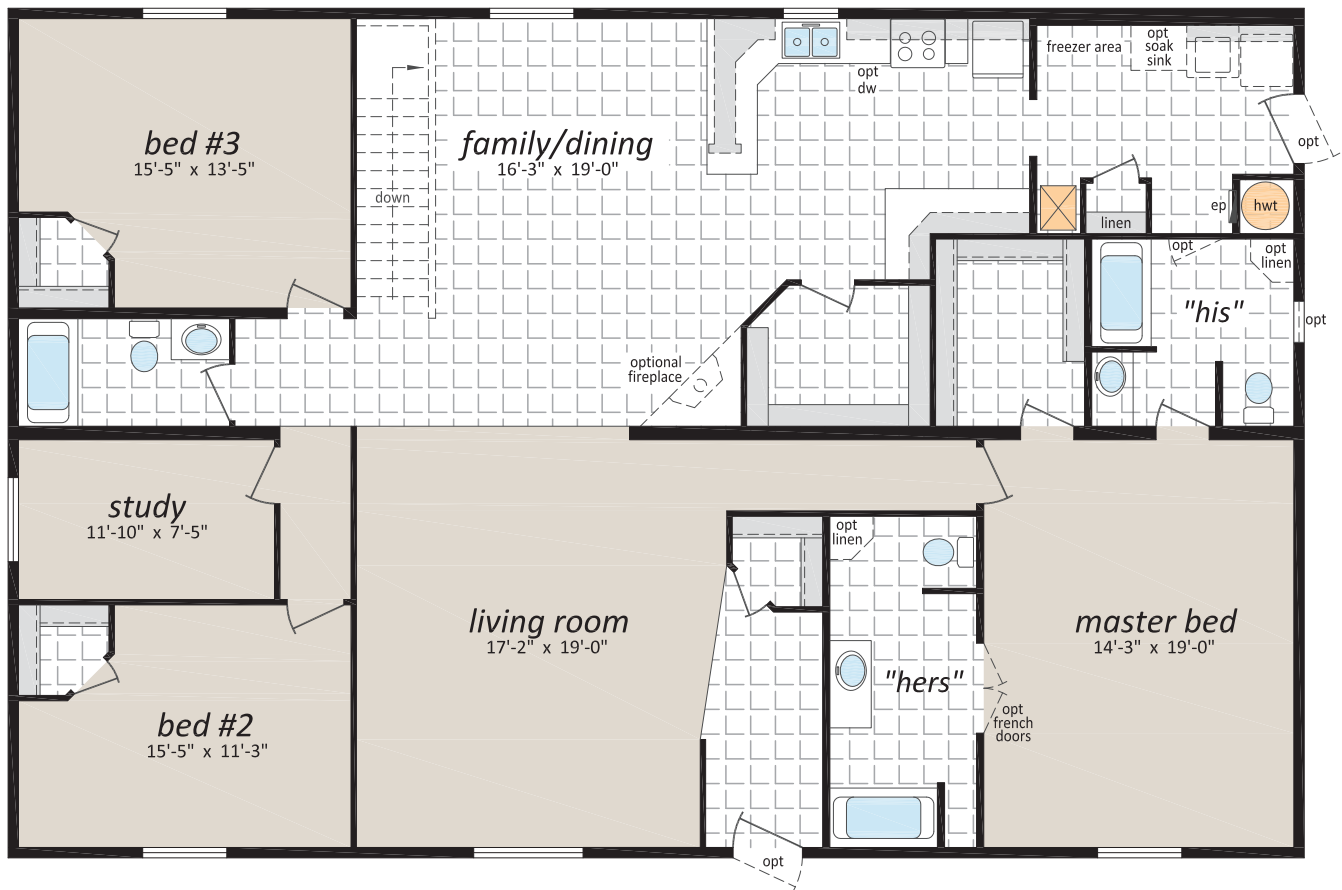 bed #3
15'-5" x 13'-5"
down
family/dining
16'-3" x 19'-0"
opt
dw
freezer area
opt
soak
sink
opt
linen
ep
hwt
opt
opt
linen
"his"
opt
optional
fireplace
study
11'-10" x 7'-5"
living room
17'-2" x 19'-0"
opt
linen
"hers"
opt
french
doors
master bed
14'-3" x 19'-0"
bed #2
15'-5" x 11'-3"
opt